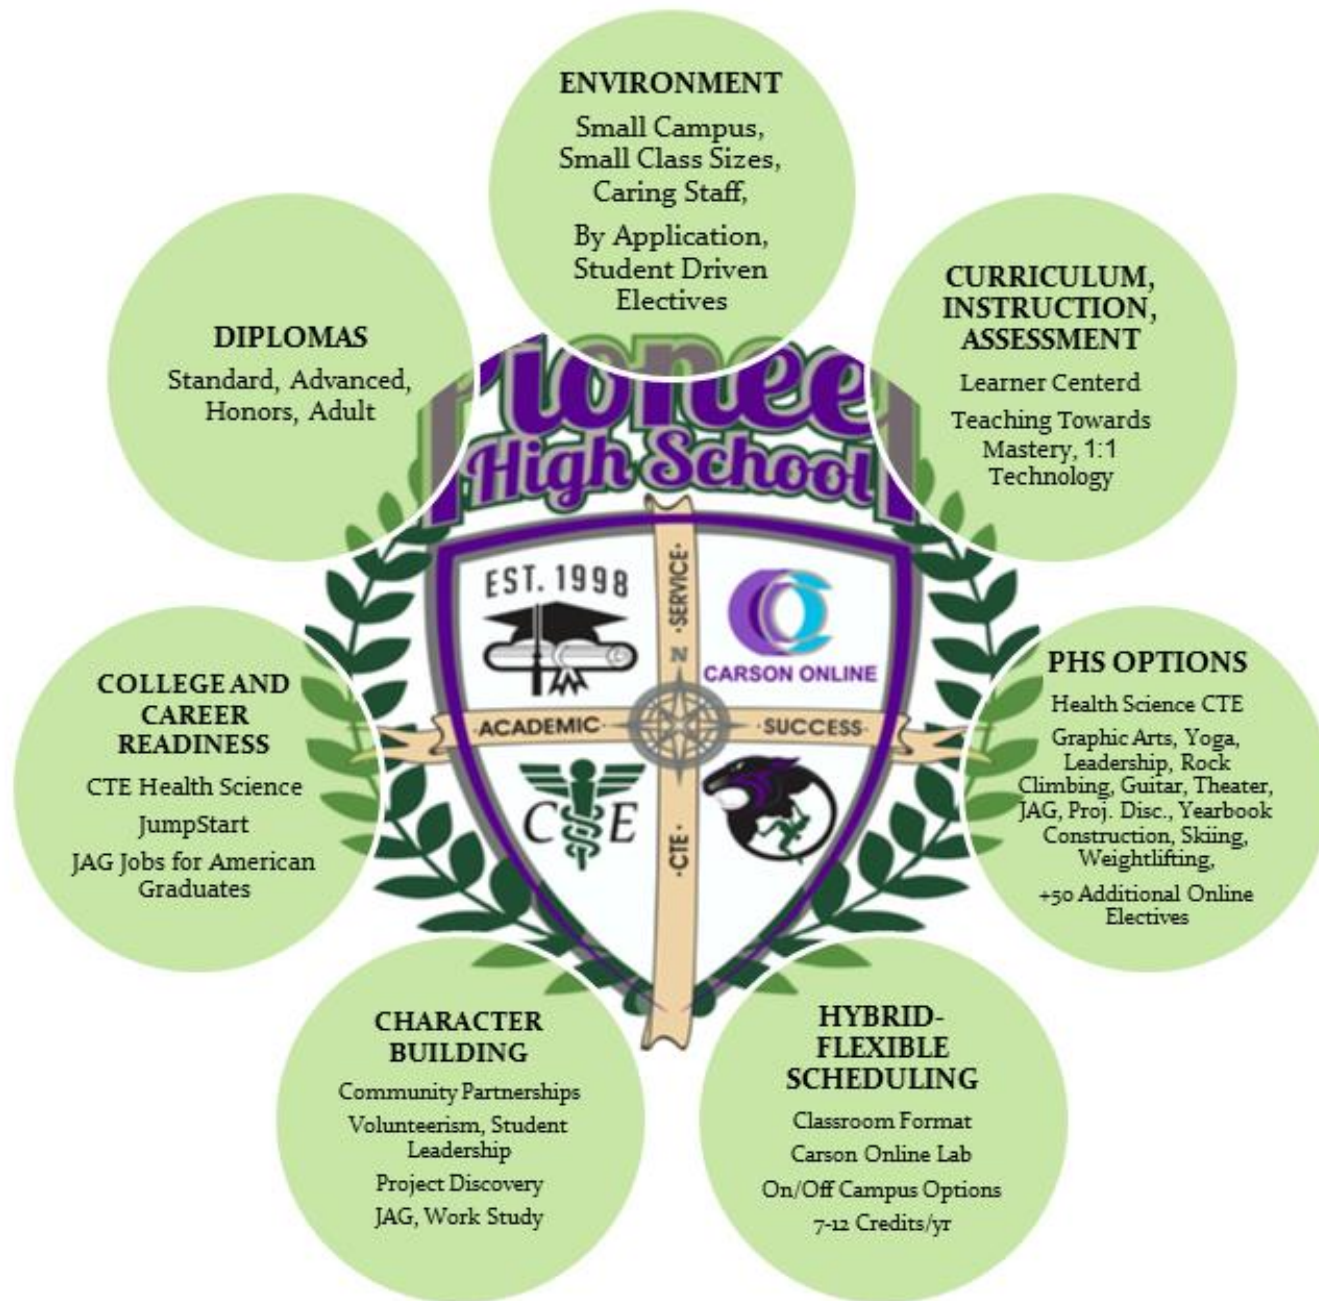 ENVIRONMENT
Small Campus,
Small Class Sizes,
Caring Staff,
By Application,
Student Driven
Electives
CURRICULUM,
INSTRUCTION,
ASSESSMENT
Learner Centerd
Teaching Towards
Mastery, 1:1
Technology
PHS OPTIONS
Health Science CTE
Graphic Arts, Yoga,
Leadership, Rock
Climbing, Guitar, Theater,
JAG, Proj. Disc., Yearbook
Construction, Skiing,
Weightlifting,
+50 Additional Online
Electives
HYBRID-
FLEXIBLE
SCHEDULING
Classroom Format
Carson Online Lab
On/Off Campus Options
7-12 Credits/yr
CHARACTER
BUILDING
Community Partnerships
Volunteerism, Student
Leadership
Project Discovery
JAG, Work Study
COLLEGE AND
CAREER
READINESS
CTE Health Science
JumpStart
JAG Jobs for American
Graduates
DIPLOMAS
Standard, Advanced,
Honors, Adult
Pioneer
High School
EST. 1998
CARSON ONLINE
·SERVICE·
N
·ACADEMIC·
·SUCCESS·
·CTE·
C E